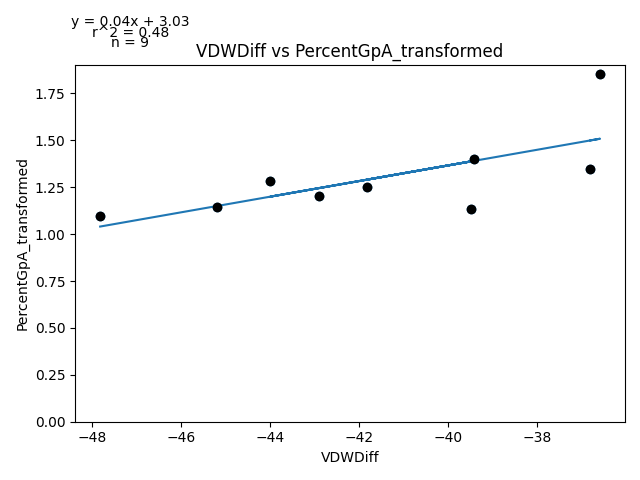 y = 0.04x + 3.03
r^2 = 0.48
n = 9
VDWDiff vs PercentGpA_transformed
PercentGpA_transformed
1.75
1.50
1.25
1.00
0.75
0.50
0.25
0.00
−48 −46 −44 −42 −40 −38
VDWDiff